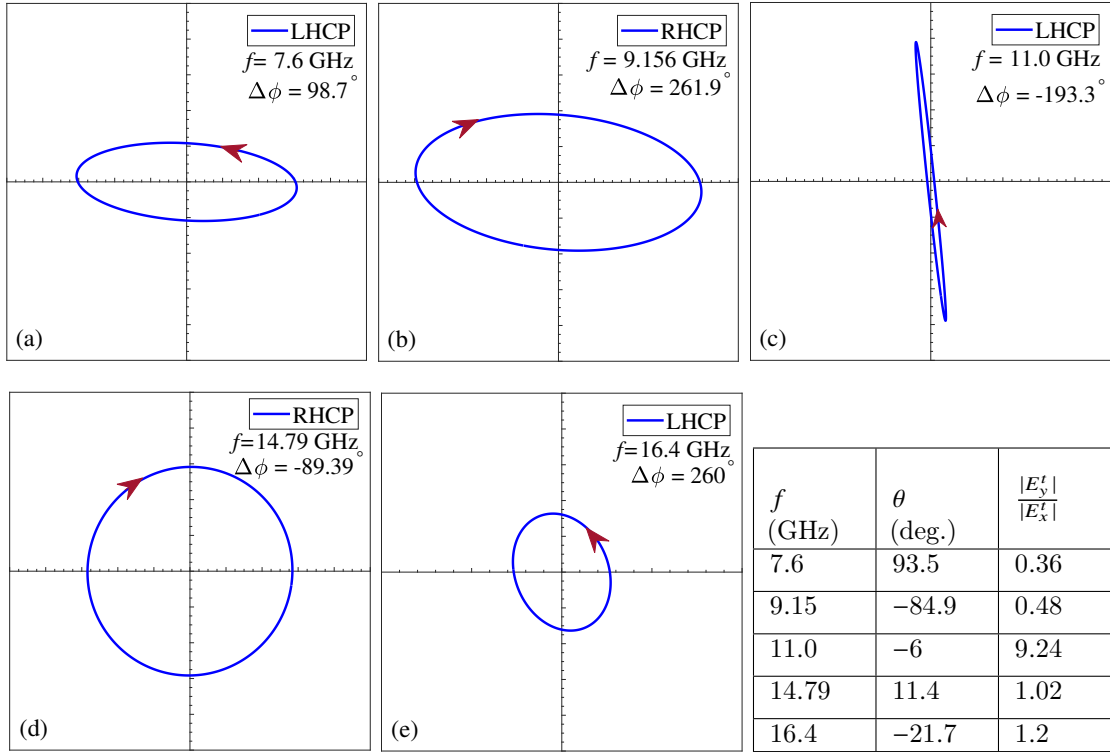 LHCP
f= 7.6 GHz
Δϕ = 98.7°
(a)
RHCP
f = 9.156 GHz
Δϕ = 261.9°
(b)
LHCP
f = 11.0 GHz
Δϕ = -193.3°
(c)
RHCP
f=14.79 GHz
Δϕ = -89.39°
(d)
LHCP
f=16.4 GHz
Δϕ = 260°
(e)
f (GHz) θ (deg.) |E_y^t| / |E_x^t|
7.6 93.5 0.36
9.15 −84.9 0.48
11.0 −6 9.24
14.79 11.4 1.02
16.4 −21.7 1.2